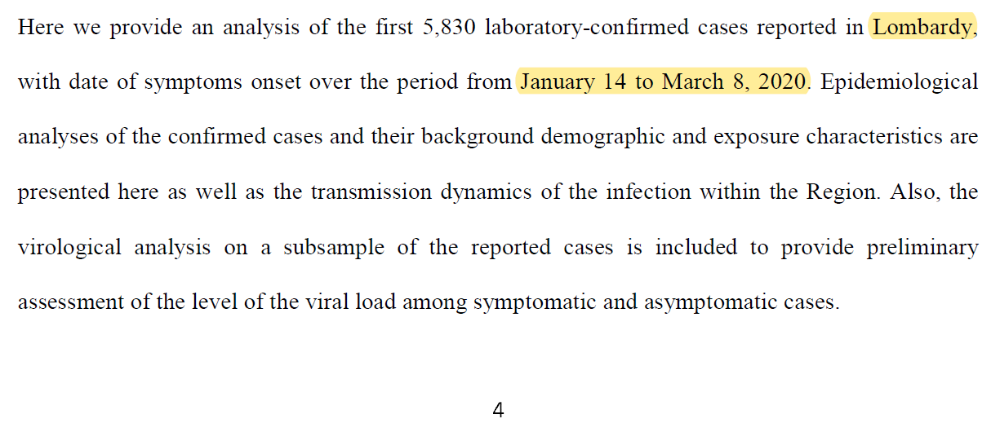 Here we provide an analysis of the first 5,830 laboratory-confirmed cases reported in Lombardy,
with date of symptoms onset over the period from January 14 to March 8, 2020. Epidemiological
analyses of the confirmed cases and their background demographic and exposure characteristics are
presented here as well as the transmission dynamics of the infection within the Region. Also, the
virological analysis on a subsample of the reported cases is included to provide preliminary
assessment of the level of the viral load among symptomatic and asymptomatic cases.
4